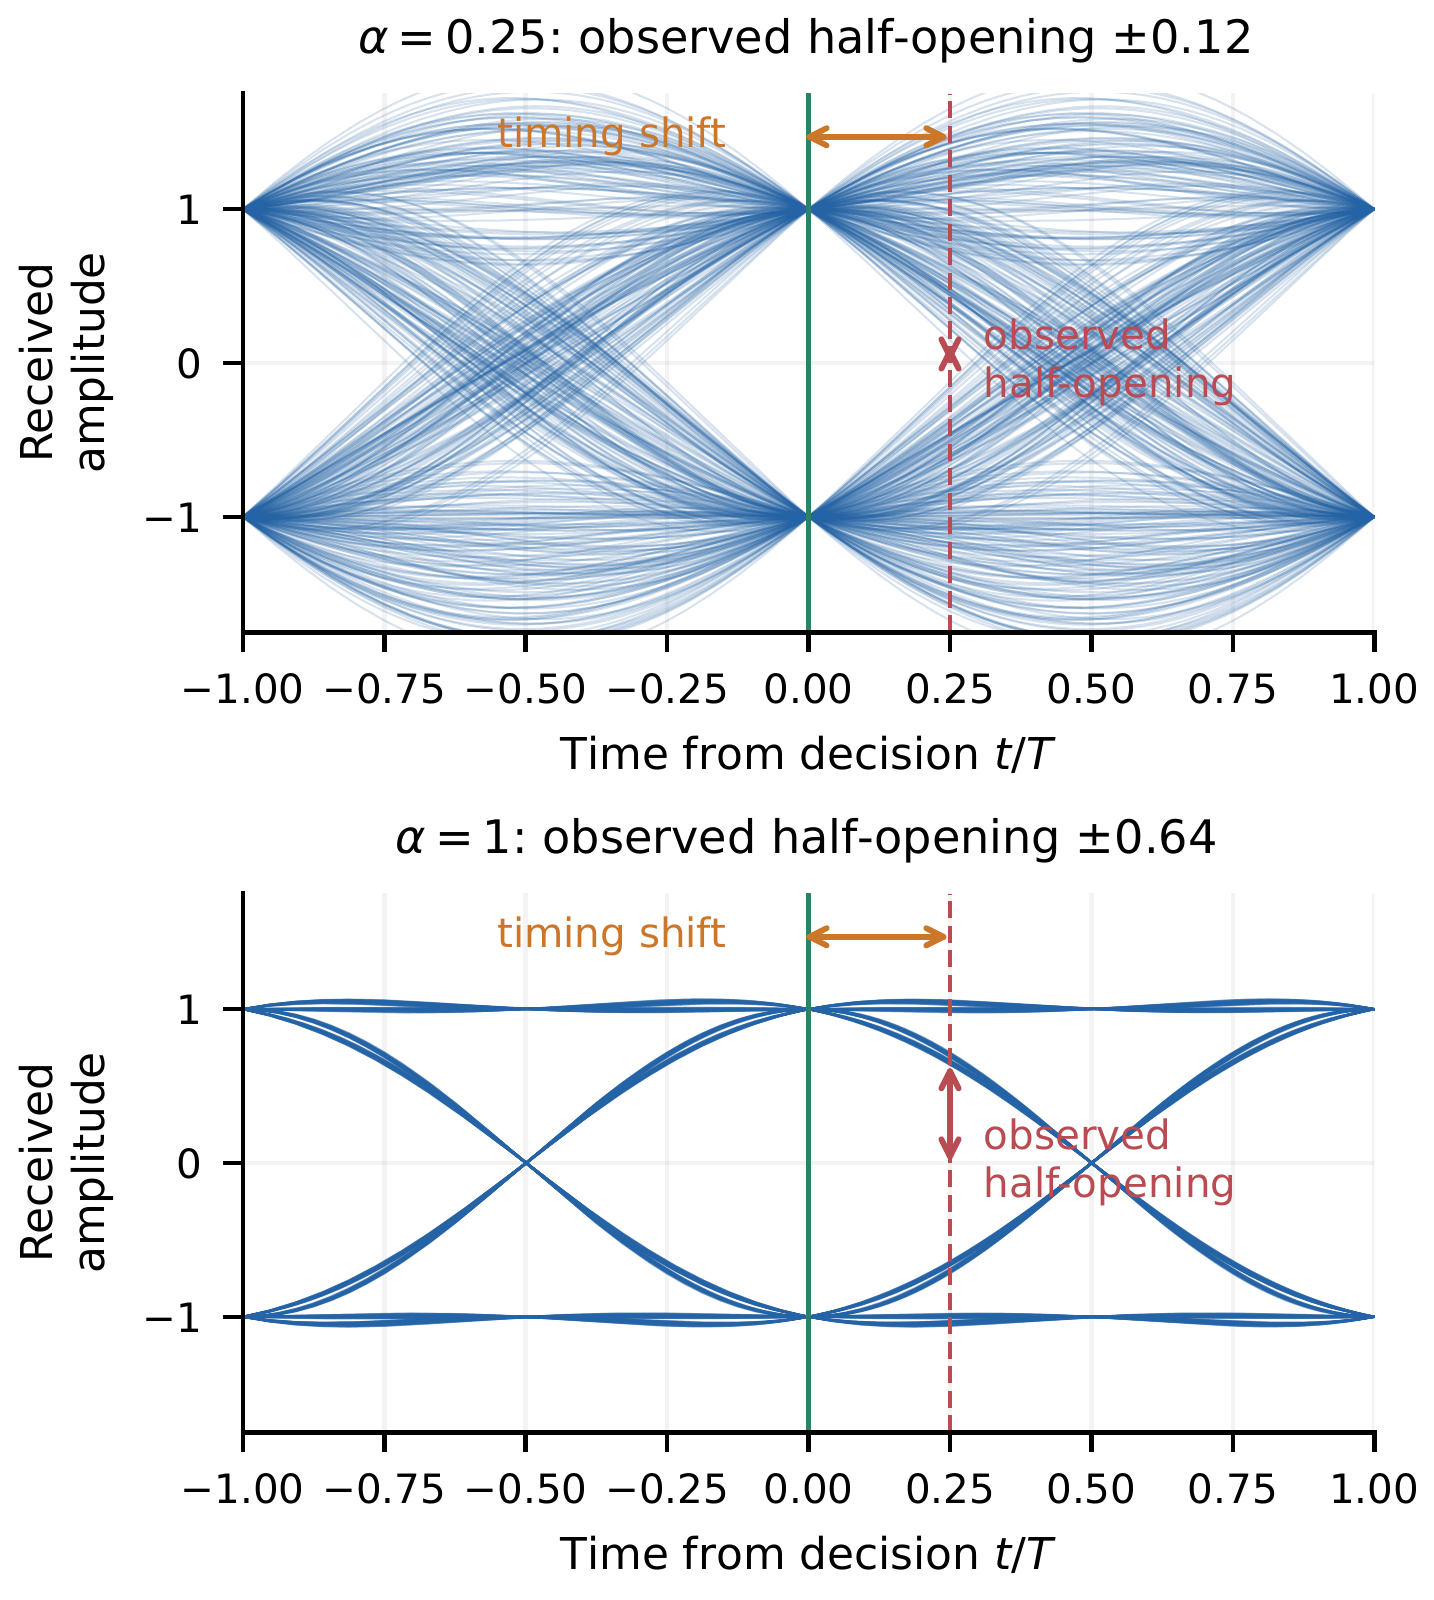 α = 0.25: observed half-opening ±0.12
timing shift
observed
half-opening
Received
amplitude
1
0
−1
−1.00 −0.75 −0.50 −0.25 0.00 0.25 0.50 0.75 1.00
Time from decision t/T
α = 1: observed half-opening ±0.64
timing shift
observed
half-opening
Received
amplitude
1
0
−1
−1.00 −0.75 −0.50 −0.25 0.00 0.25 0.50 0.75 1.00
Time from decision t/T